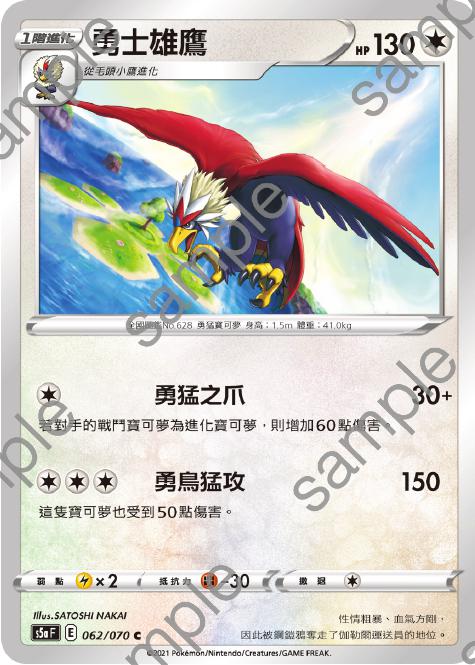 1階進化 勇士雄鷹 HP 130
從毛頭小鷹進化
全國圖鑑No.628 勇猛寶可夢 身高：1.5m 體重：41.0kg
勇猛之爪 30+
若對手的戰鬥寶可夢為進化寶可夢，則增加60點傷害。
勇鳥猛攻 150
這隻寶可夢也受到50點傷害。
弱點 ×2 抵抗力 -30 撤退
Illus.SATOSHI NAKAI
s5a F E 062/070 C
性情粗暴、血氣方剛，
因此被鋼鎧鴉奪走了伽勒爾運送員的地位。
©2021 Pokémon/Nintendo/Creatures/GAME FREAK.
sample
sample
sample
sample
sample
sample
sample